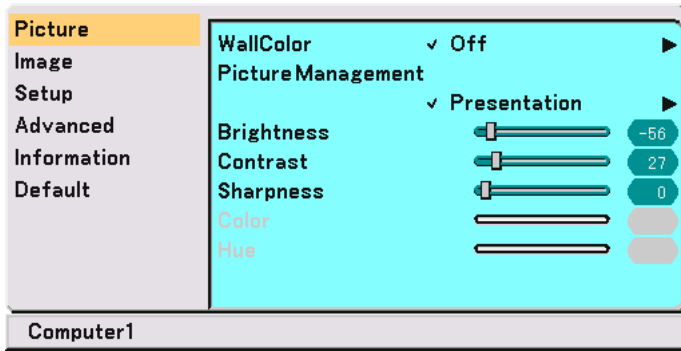 Picture
Image
Setup
Advanced
Information
Default
WallColor ✓ Off ▶
Picture Management
✓ Presentation ▶
Brightness -56
Contrast 27
Sharpness 0
Color
Hue
Computer1